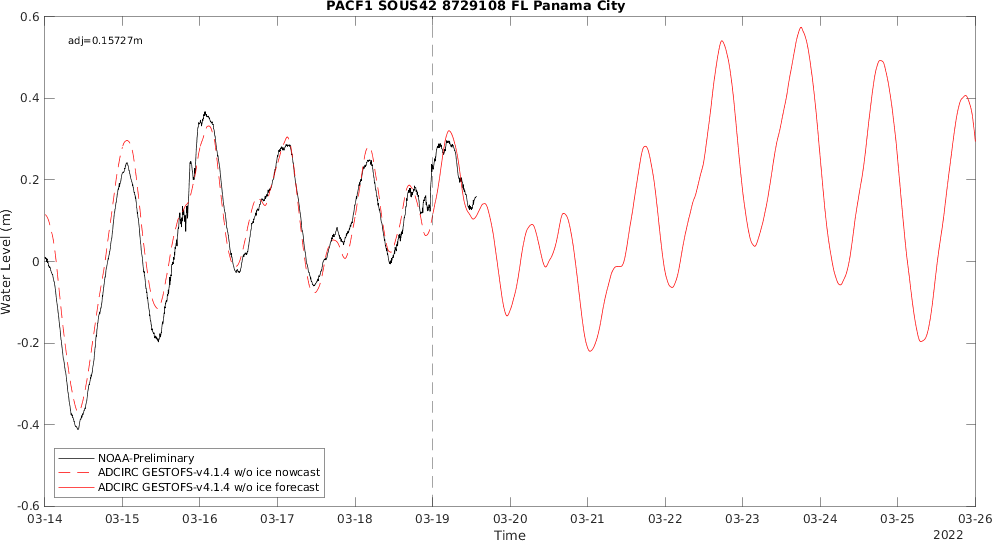 PACF1 SOUS42 8729108 FL Panama City
adj=0.15727m
0.6
0.4
0.2
0
-0.2
-0.4
-0.6
Water Level (m)
NOAA-Preliminary
ADCIRC GESTOFS-v4.1.4 w/o ice nowcast
ADCIRC GESTOFS-v4.1.4 w/o ice forecast
03-14 03-15 03-16 03-17 03-18 03-19 03-20 03-21 03-22 03-23 03-24 03-25 03-26
Time
2022